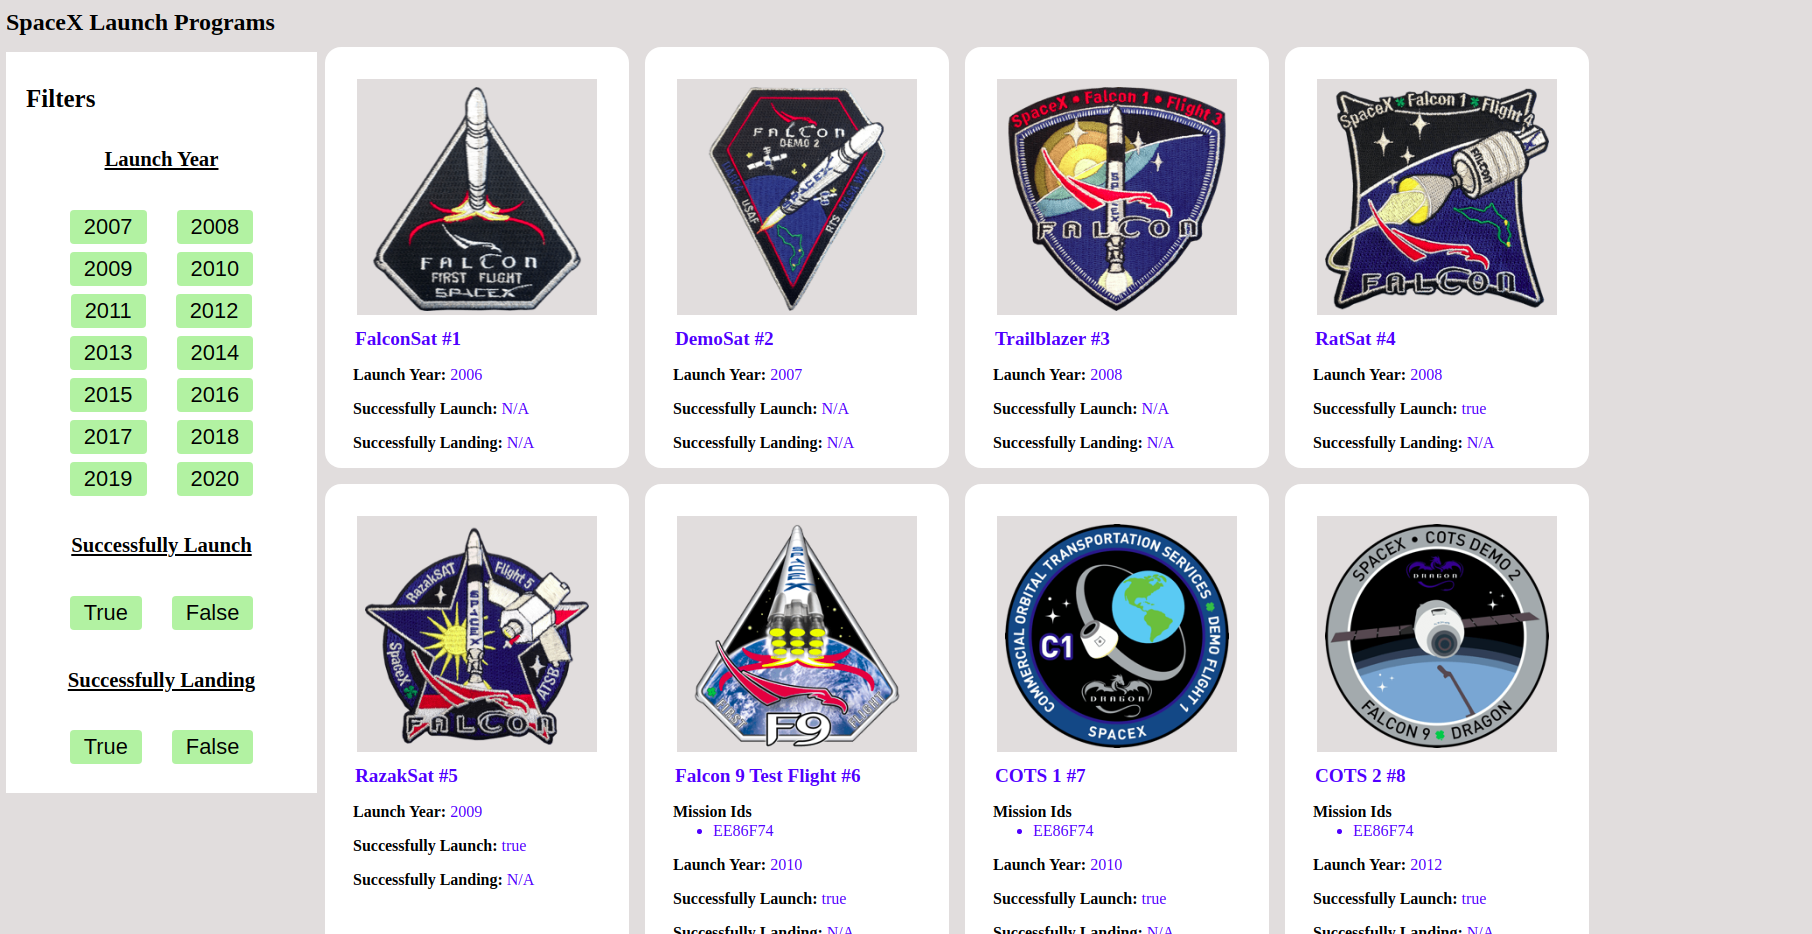 SpaceX Launch Programs
Filters
Launch Year
2007 2008
2009 2010
2011 2012
2013 2014
2015 2016
2017 2018
2019 2020
Successfully Launch
True False
Successfully Landing
True False
FALCON
FIRST FLIGHT
SPACEX
FalconSat #1
Launch Year: 2006
Successfully Launch: N/A
Successfully Landing: N/A
FALCON
DEMO 2
SPACEX
USAF
RTS
DemoSat #2
Launch Year: 2007
Successfully Launch: N/A
Successfully Landing: N/A
SpaceX • Falcon 1 • Flight 3
SPACEX
FALCON
Trailblazer #3
Launch Year: 2008
Successfully Launch: N/A
Successfully Landing: N/A
SpaceX Falcon 1 Flight 4
FALCON
FALCON
RatSat #4
Launch Year: 2008
Successfully Launch: true
Successfully Landing: N/A
RazakSAT
Flight 5
SPACEX
SpaceX
ATSB
FALCON
RazakSat #5
Launch Year: 2009
Successfully Launch: true
Successfully Landing: N/A
SPACEX
FIRST FLIGHT
F9
Falcon 9 Test Flight #6
Mission Ids
• EE86F74
Launch Year: 2010
Successfully Launch: true
Successfully Landing: N/A
COMMERCIAL ORBITAL TRANSPORTATION SERVICES
DEMO FLIGHT 1
C1
DRAGON
SPACEX
COTS 1 #7
Mission Ids
• EE86F74
Launch Year: 2010
Successfully Launch: true
Successfully Landing: N/A
SPACEX • COTS DEMO 2
DRAGON
FALCON 9 DRAGON
COTS 2 #8
Mission Ids
• EE86F74
Launch Year: 2012
Successfully Launch: true
Successfully Landing: N/A